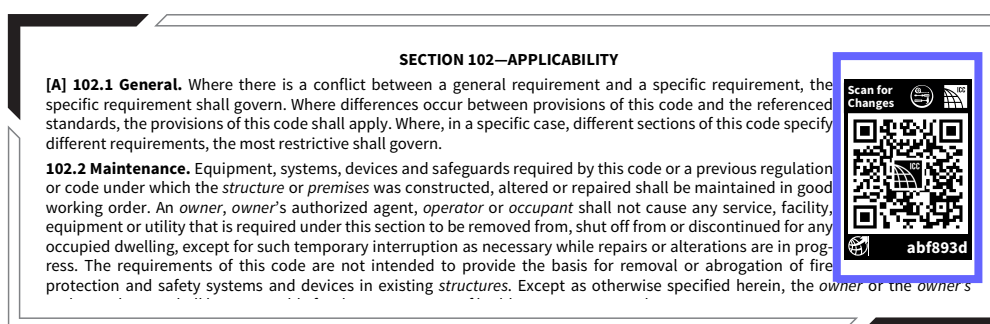 SECTION 102—APPLICABILITY
[A] 102.1 General. Where there is a conflict between a general requirement and a specific requirement, the
specific requirement shall govern. Where differences occur between provisions of this code and the referenced
standards, the provisions of this code shall apply. Where, in a specific case, different sections of this code specify
different requirements, the most restrictive shall govern.
102.2 Maintenance. Equipment, systems, devices and safeguards required by this code or a previous regulation
or code under which the structure or premises was constructed, altered or repaired shall be maintained in good
working order. An owner, owner’s authorized agent, operator or occupant shall not cause any service, facility,
equipment or utility that is required under this section to be removed from, shut off from or discontinued for any
occupied dwelling, except for such temporary interruption as necessary while repairs or alterations are in prog-
ress. The requirements of this code are not intended to provide the basis for removal or abrogation of fire
protection and safety systems and devices in existing structures. Except as otherwise specified herein, the owner or the owner’s
Scan for
Changes
ICC
ICC
abf893d